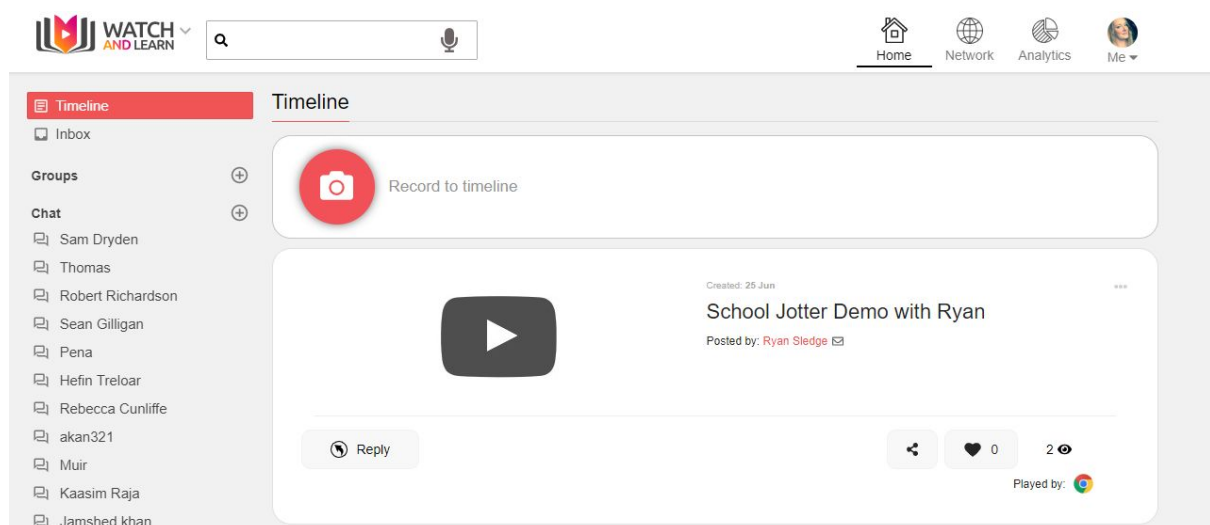 WATCH
AND LEARN
Home
Network
Analytics
Me
Timeline
Inbox
Groups
Chat
Sam Dryden
Thomas
Robert Richardson
Sean Gilligan
Pena
Hefin Treloar
Rebecca Cunliffe
akan321
Muir
Kaasim Raja
Jamshed khan
Timeline
Record to timeline
Created: 25 Jun
School Jotter Demo with Ryan
Posted by: Ryan Sledge
Reply
0
2
Played by: